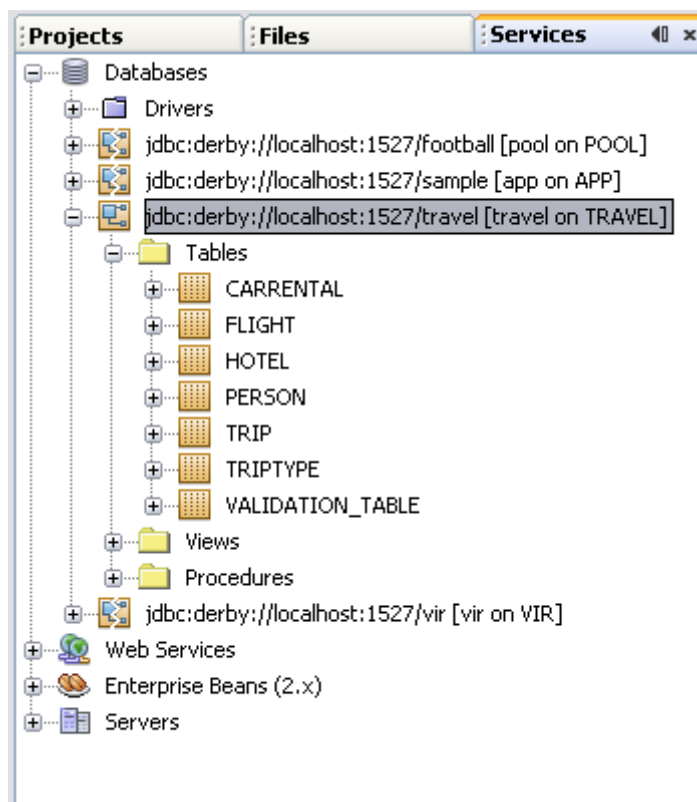 Projects Files Services
Databases
Drivers
jdbc:derby://localhost:1527/football [pool on POOL]
jdbc:derby://localhost:1527/sample [app on APP]
jdbc:derby://localhost:1527/travel [travel on TRAVEL]
Tables
CARRENTAL
FLIGHT
HOTEL
PERSON
TRIP
TRIPTYPE
VALIDATION_TABLE
Views
Procedures
jdbc:derby://localhost:1527/vir [vir on VIR]
Web Services
Enterprise Beans (2.x)
Servers